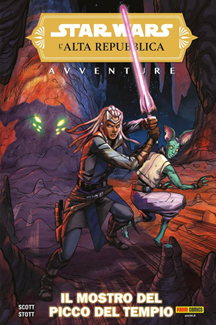 STAR WARS
L'ALTA REPUBBLICA
AVVENTURE
SCOTT
STOTT
IL MOSTRO DEL
PICCO DEL TEMPIO
PANINI COMICS